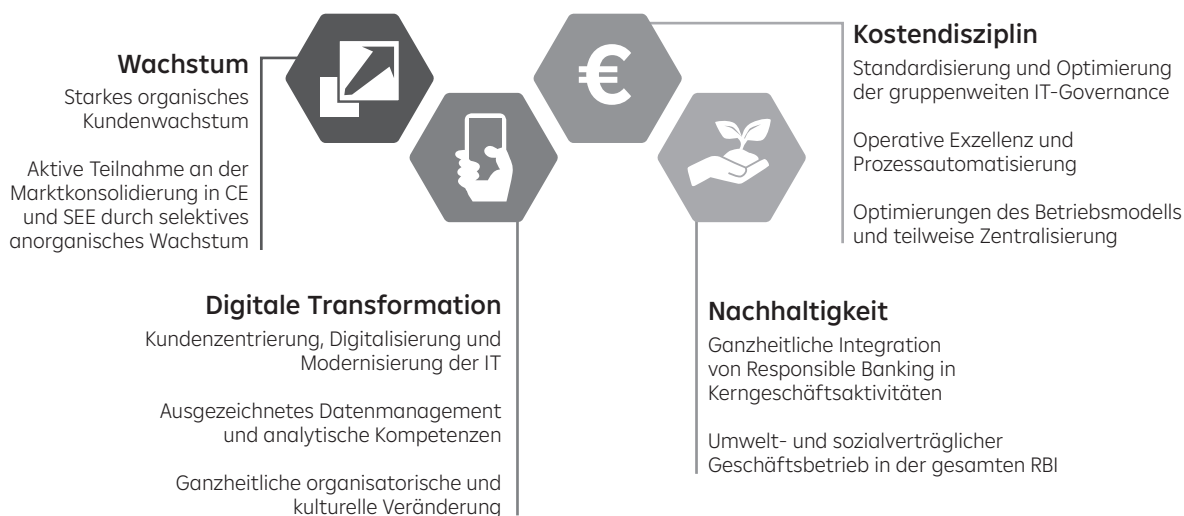 Wachstum
Starkes organisches
Kundenwachstum
Aktive Teilnahme an der
Marktkonsolidierung in CE
und SEE durch selektives
anorganisches Wachstum
Digitale Transformation
Kundenzentrierung, Digitalisierung und
Modernisierung der IT
Ausgezeichnetes Datenmanagement
und analytische Kompetenzen
Ganzheitliche organisatorische und
kulturelle Veränderung
€
Kostendisziplin
Standardisierung und Optimierung
der gruppenweiten IT-Governance
Operative Exzellenz und
Prozessautomatisierung
Optimierungen des Betriebsmodells
und teilweise Zentralisierung
Nachhaltigkeit
Ganzheitliche Integration
von Responsible Banking in
Kerngeschäftsaktivitäten
Umwelt- und sozialverträglicher
Geschäftsbetrieb in der gesamten RBI